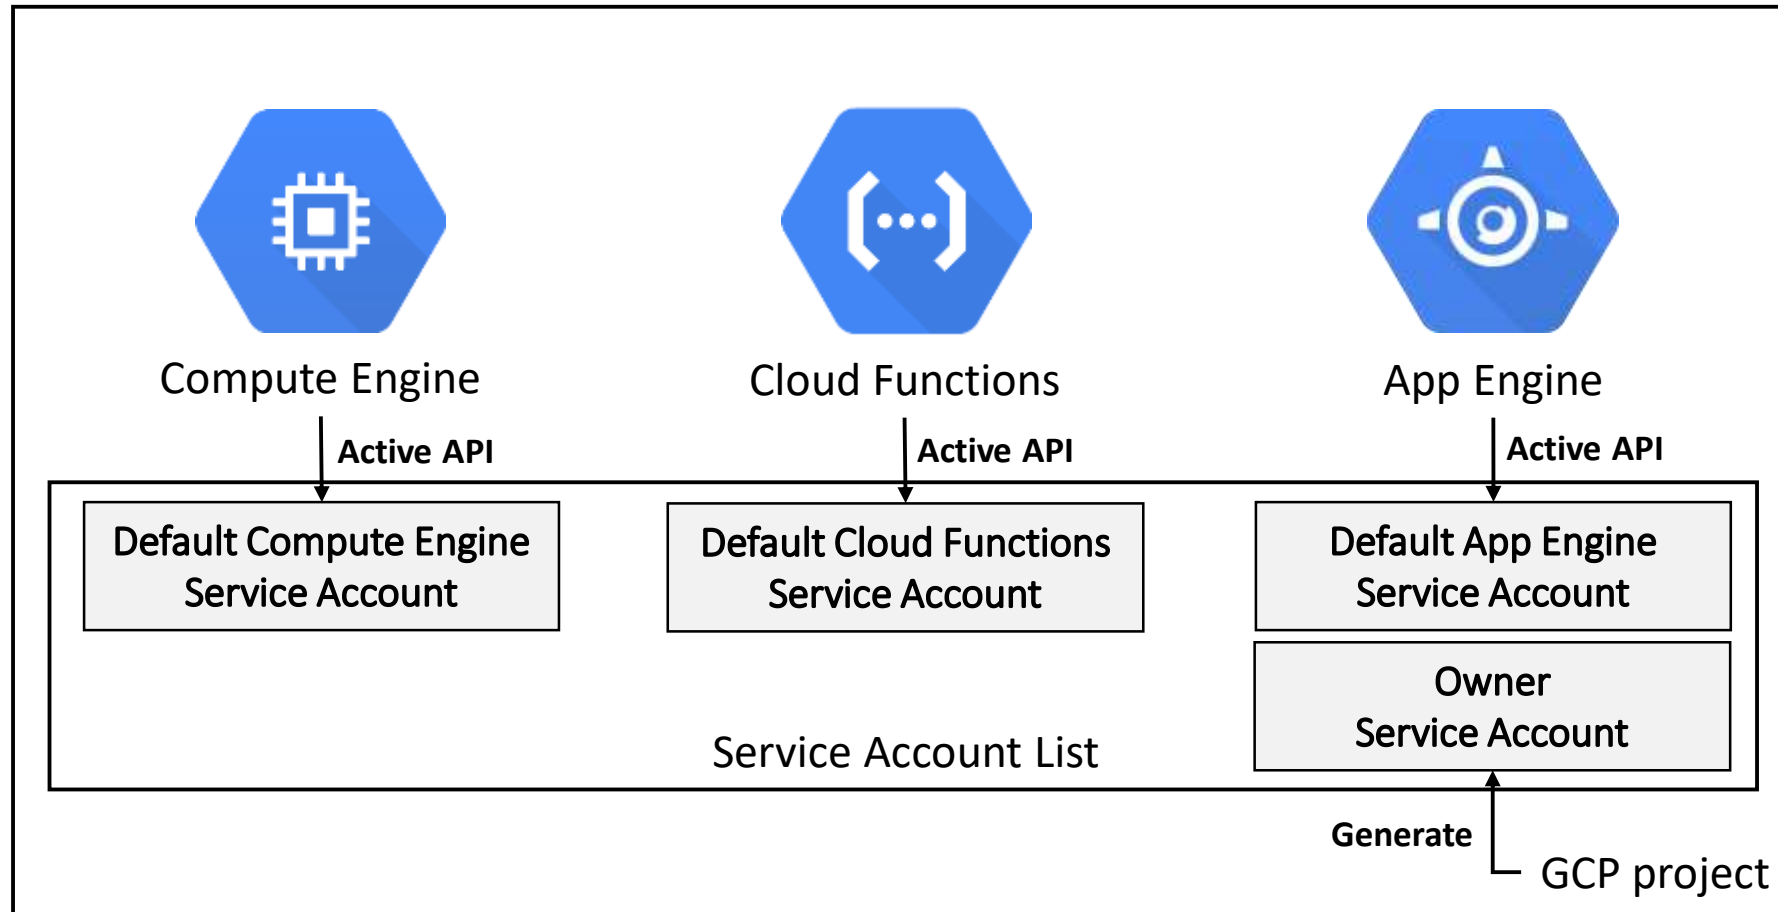 Compute Engine
Cloud Functions
App Engine
Active API
Active API
Active API
Default Compute Engine
Service Account
Default Cloud Functions
Service Account
Default App Engine
Service Account
Owner
Service Account
Service Account List
Generate
GCP project